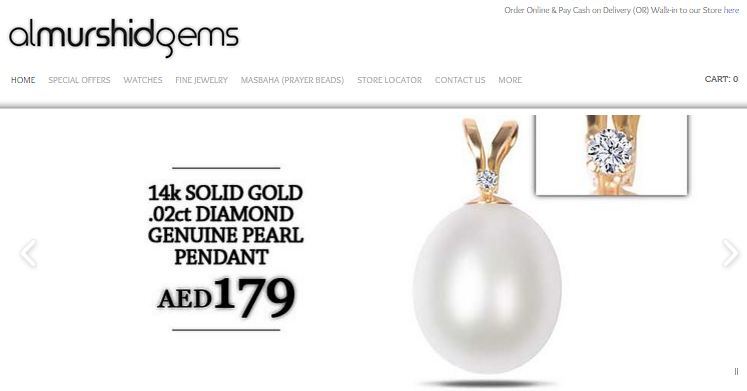 Order Online & Pay Cash on Delivery (OR) Walk-in to our Store here
almurshidgems
HOME SPECIAL OFFERS WATCHES FINE JEWELRY MASBAHA (PRAYER BEADS) STORE LOCATOR CONTACT US MORE CART: 0
14k SOLID GOLD
.02ct DIAMOND
GENUINE PEARL
PENDANT
AED179